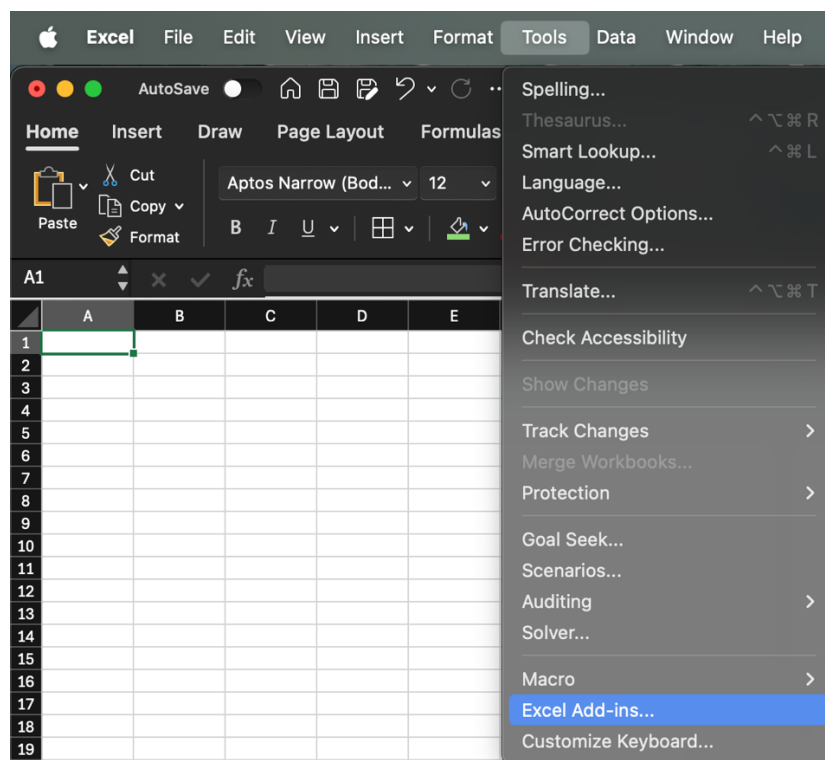 Excel File Edit View Insert Format Tools Data Window Help
AutoSave
Home Insert Draw Page Layout Formulas
Paste
Cut
Copy
Format
Aptos Narrow (Bod... 12
B I U
A1 fx
A B C D E
1
2
3
4
5
6
7
8
9
10
11
12
13
14
15
16
17
18
19
Spelling...
Thesaurus... ^⌥⌘R
Smart Lookup... ^⌘L
Language...
AutoCorrect Options...
Error Checking...
Translate... ^⌥⌘T
Check Accessibility
Show Changes
Track Changes
Merge Workbooks...
Protection
Goal Seek...
Scenarios...
Auditing
Solver...
Macro
Excel Add-ins...
Customize Keyboard...